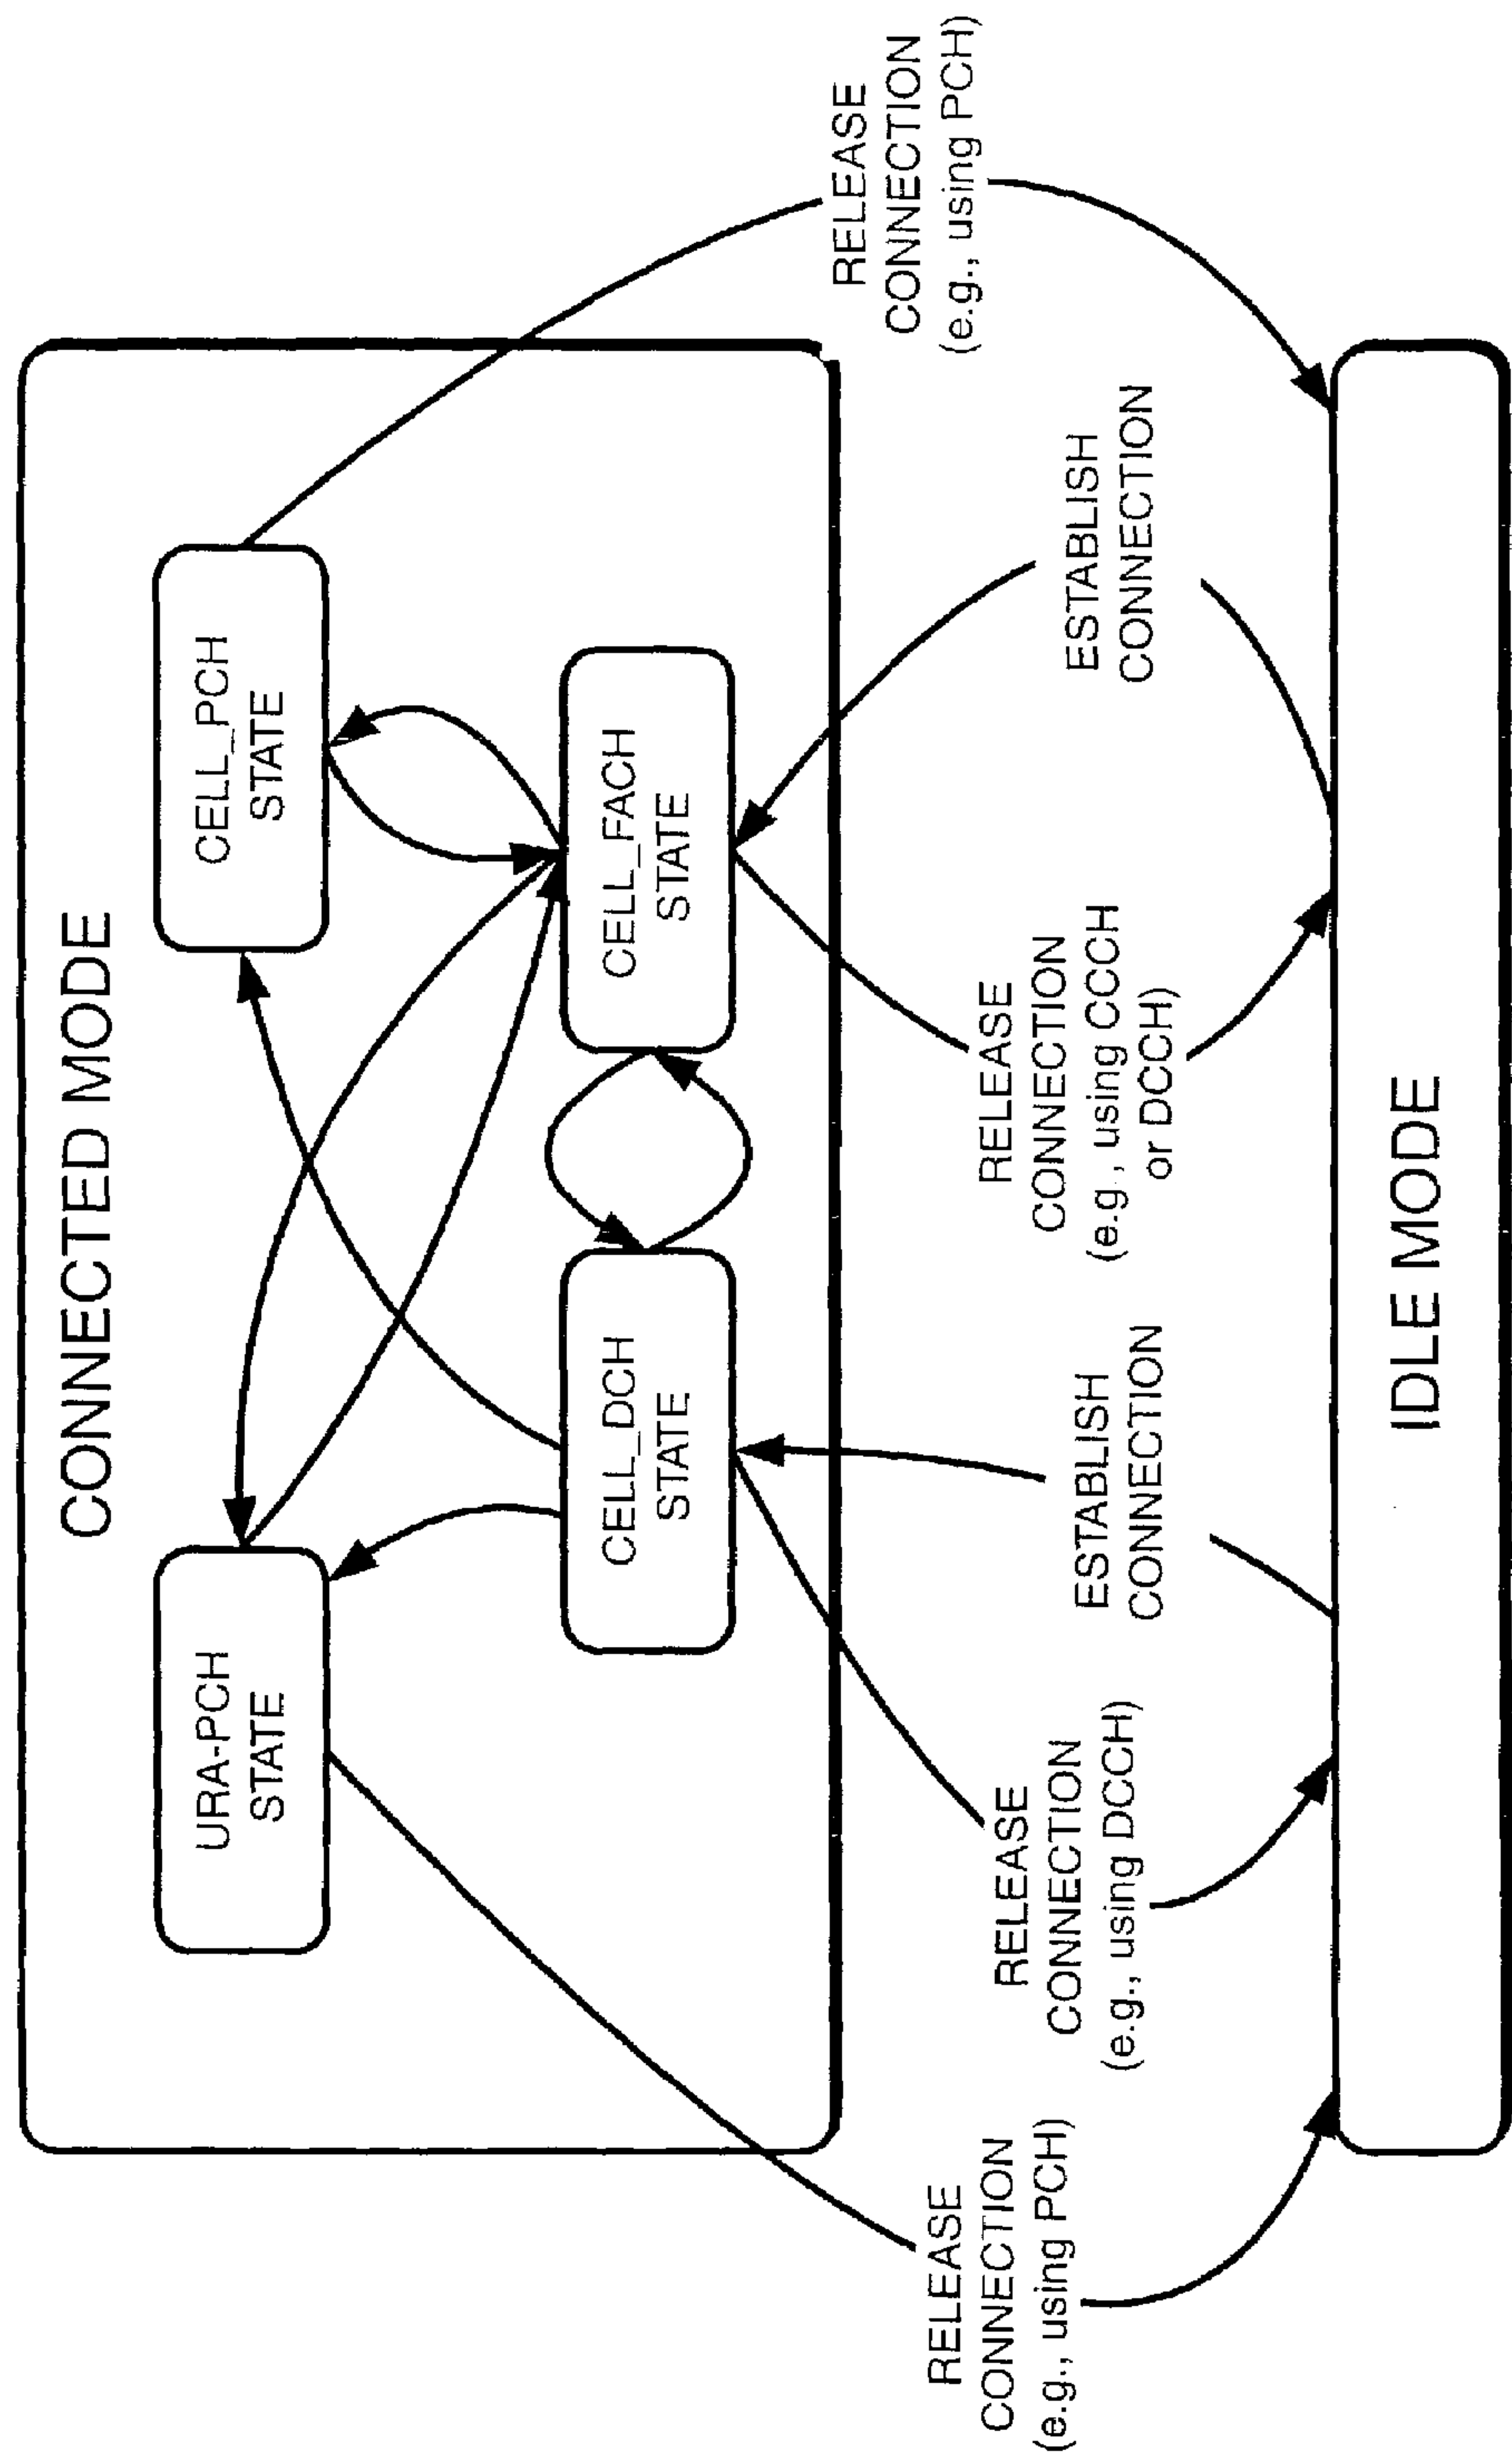 CONNECTED MODE
URA-PCH
STATE
CELL_PCH
STATE
CELL_DCH
STATE
CELL_FACH
STATE
RELEASE
CONNECTION
(e.g., using PCH)
RELEASE
CONNECTION
(e.g., using DCCH)
ESTABLISH
CONNECTION
RELEASE
CONNECTION
(e.g., using CCCH
or DCCH)
ESTABLISH
CONNECTION
RELEASE
CONNECTION
(e.g., using PCH)
IDLE MODE